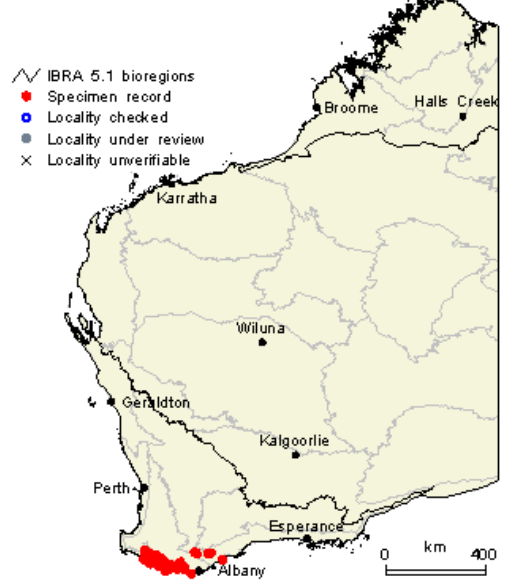 IBRA 5.1 bioregions
Specimen record
Locality checked
Locality under review
Locality unverifiable
Broome
Halls Creek
Karratha
Wiluna
Geraldton
Kalgoorlie
Perth
Esperance
Albany
km
0 400